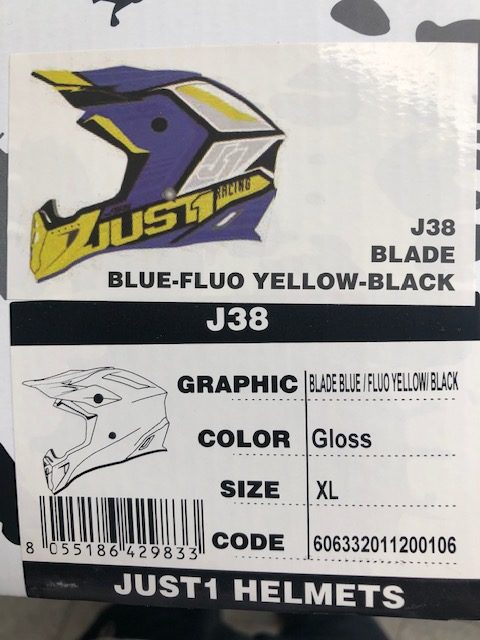 J1
RACING
JUST1
J38
BLADE
BLUE-FLUO YELLOW-BLACK
J38
GRAPHIC BLADE BLUE / FLUO YELLOW/ BLACK
COLOR Gloss
SIZE XL
CODE 606332011200106
8 055186 429833
JUST1 HELMETS